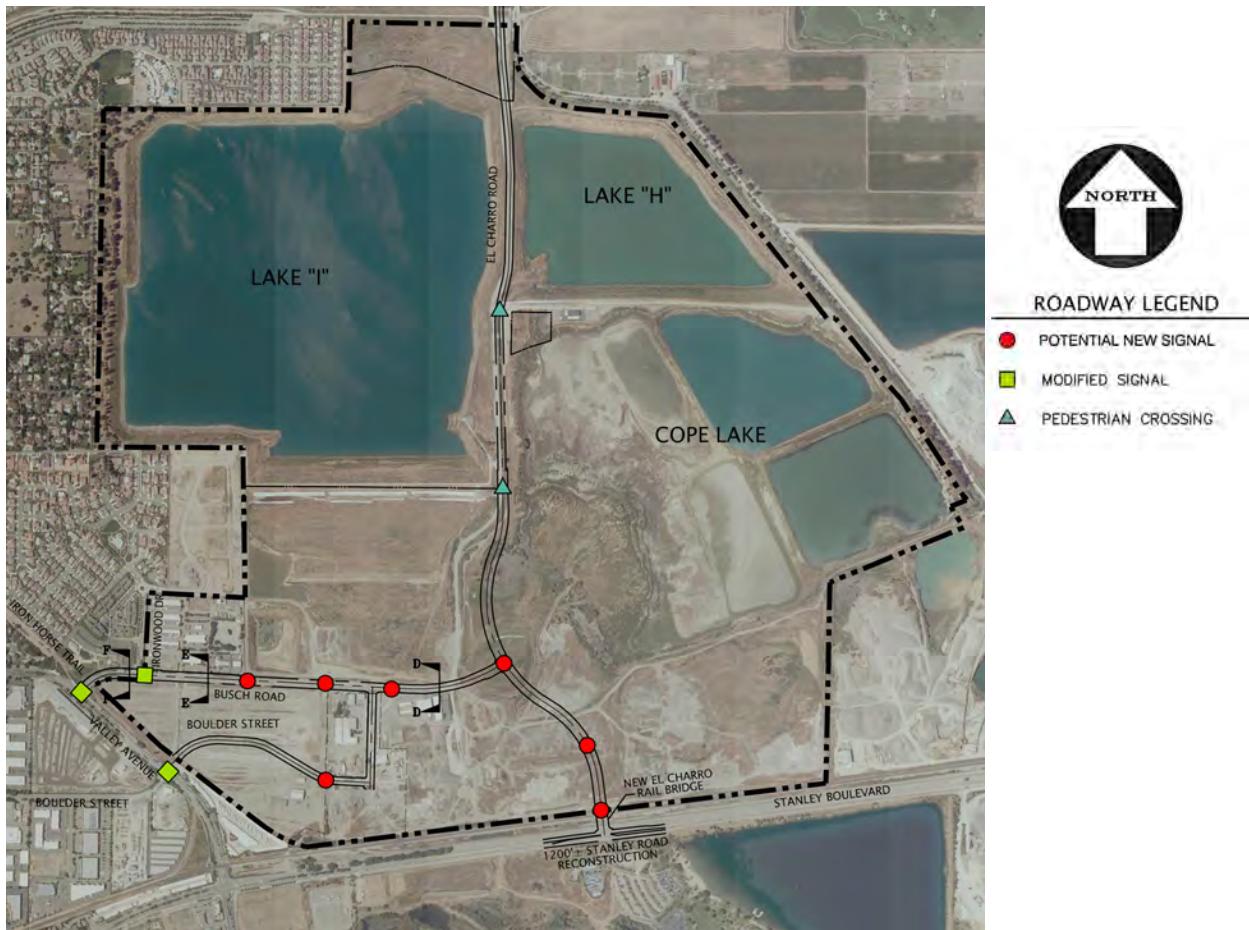 EL CHARRO ROAD
LAKE "H"
LAKE "I"
COPE LAKE
NORTH
ROADWAY LEGEND
POTENTIAL NEW SIGNAL
MODIFIED SIGNAL
PEDESTRIAN CROSSING
IRON HORSE TRAIL
IRONWOOD DR
F
E
D
E
D
BUSCH ROAD
BOULDER STREET
VALLEY AVENUE
BOULDER STREET
NEW EL CHARRO
RAIL BRIDGE
STANLEY BOULEVARD
1200'± STANLEY ROAD
RECONSTRUCTION